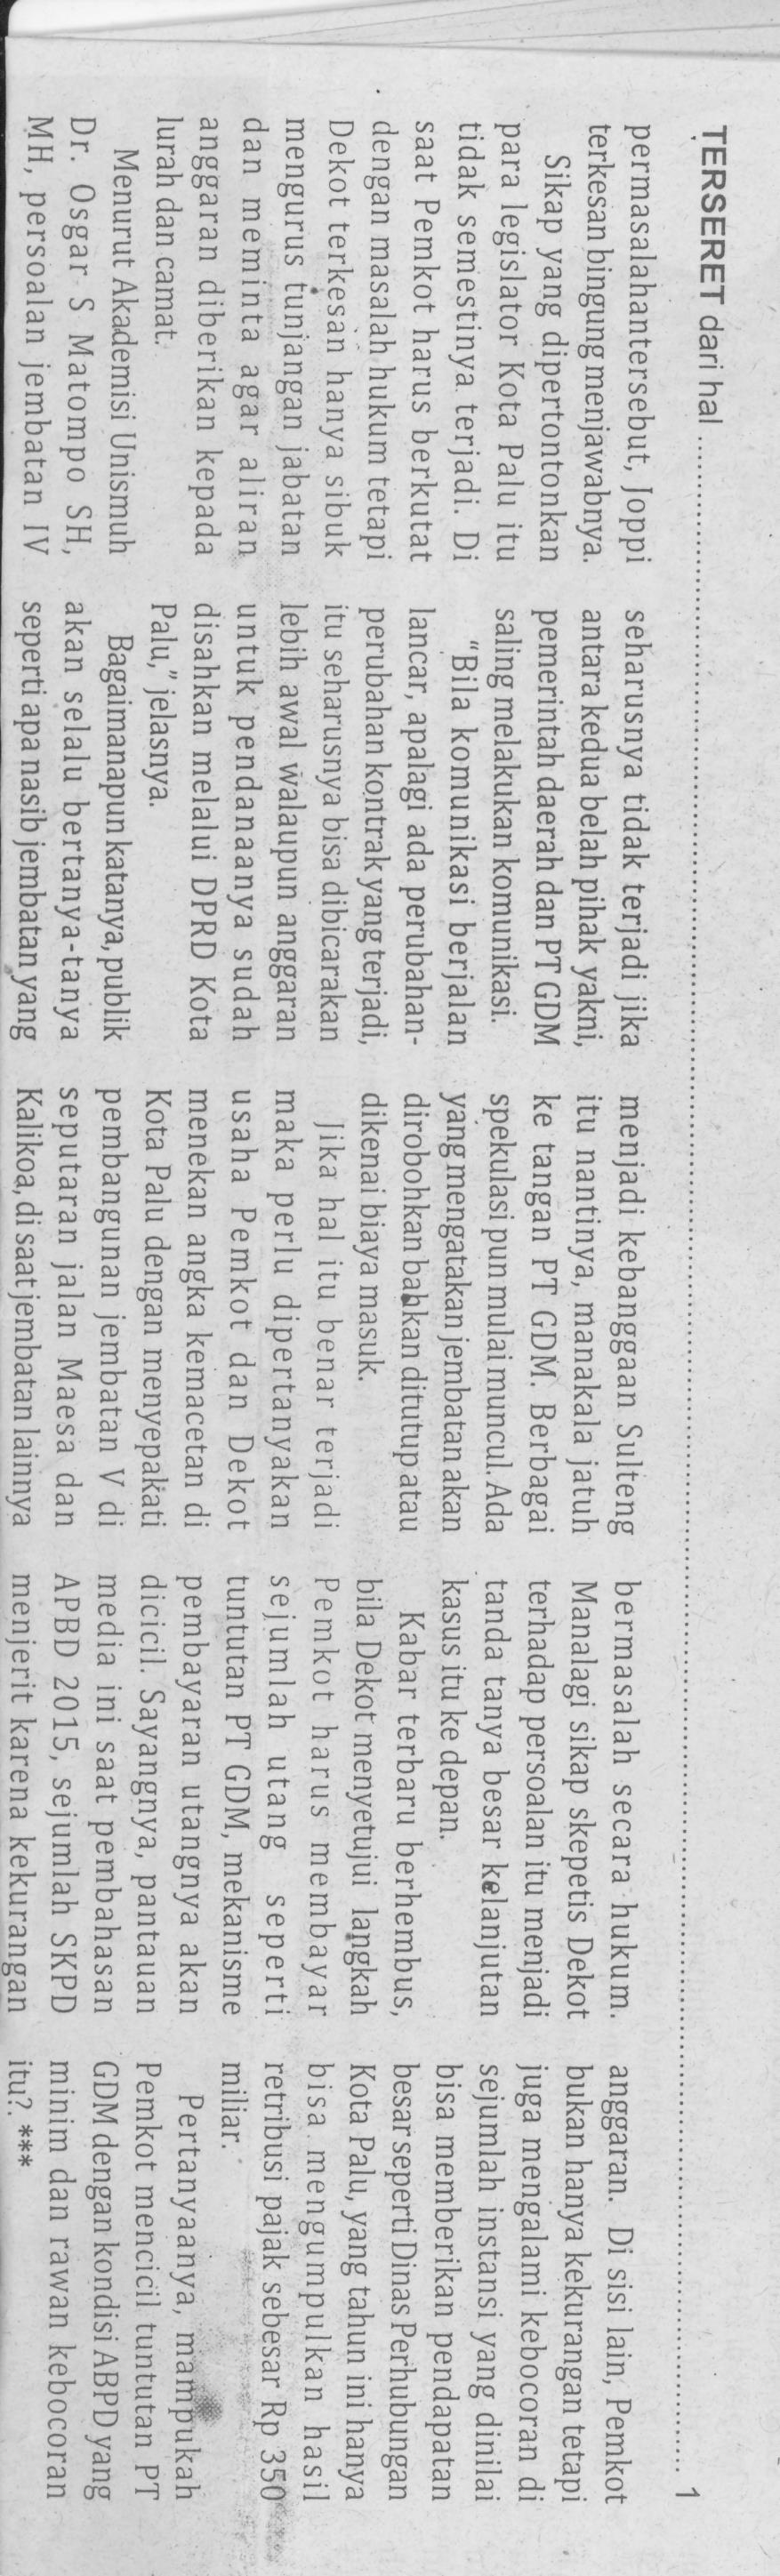 TERSERET dari hal ........................................ 1
permasalahantersebut, Joppi
terkesan bingung menjawabnya.
Sikap yang dipertontonkan
para legislator Kota Palu itu
tidak semestinya terjadi. Di
saat Pemkot harus berkutat
dengan masalah hukum tetapi
Dekot terkesan hanya sibuk
mengurus tunjangan jabatan
dan meminta agar aliran
anggaran diberikan kepada
lurah dan camat.
Menurut Akademisi Unismuh
Dr. Osgar S Matompo SH,
MH, persoalan jembatan IV
seharusnya tidak terjadi jika
antara kedua belah pihak yakni,
pemerintah daerah dan PT GDM
saling melakukan komunikasi.
“Bila komunikasi berjalan
lancar, apalagi ada perubahan-
perubahan kontrak yang terjadi,
itu seharusnya bisa dibicarakan
lebih awal walaupun anggaran
untuk pendanaanya sudah
disahkan melalui DPRD Kota
Palu,” jelasnya.
Bagaimanapun katanya, publik
akan selalu bertanya-tanya
seperti apa nasib jembatan yang
menjadi kebanggaan Sulteng
itu nantinya, manakala jatuh
ke tangan PT GDM. Berbagai
spekulasi pun mulai muncul. Ada
yang mengatakan jembatan akan
dirobohkan bahkan ditutup atau
dikenai biaya masuk.
Jika hal itu benar terjadi
maka perlu dipertanyakan
usaha Pemkot dan Dekot
menekan angka kemacetan di
Kota Palu dengan menyepakati
pembangunan jembatan V di
seputaran jalan Maesa dan
Kalikoa, di saat jembatan lainnya
bermasalah secara hukum.
Manalagi sikap skepetis Dekot
terhadap persoalan itu menjadi
tanda tanya besar kelanjutan
kasus itu ke depan.
Kabar terbaru berhembus,
bila Dekot menyetujui langkah
Pemkot harus membayar
sejumlah utang seperti
tuntutan PT GDM, mekanisme
pembayaran utangnya akan
dicicil. Sayangnya, pantauan
media ini saat pembahasan
APBD 2015, sejumlah SKPD
menjerit karena kekurangan
anggaran. Di sisi lain, Pemkot
bukan hanya kekurangan tetapi
juga mengalami kebocoran di
sejumlah instansi yang dinilai
bisa memberikan pendapatan
besar seperti Dinas Perhubungan
Kota Palu, yang tahun ini hanya
bisa mengumpulkan hasil
retribusi pajak sebesar Rp 350
miliar.
Pertanyaanya, mampukah
Pemkot mencicil tuntutan PT
GDM dengan kondisi ABPD yang
minim dan rawan kebocoran
itu?. ***